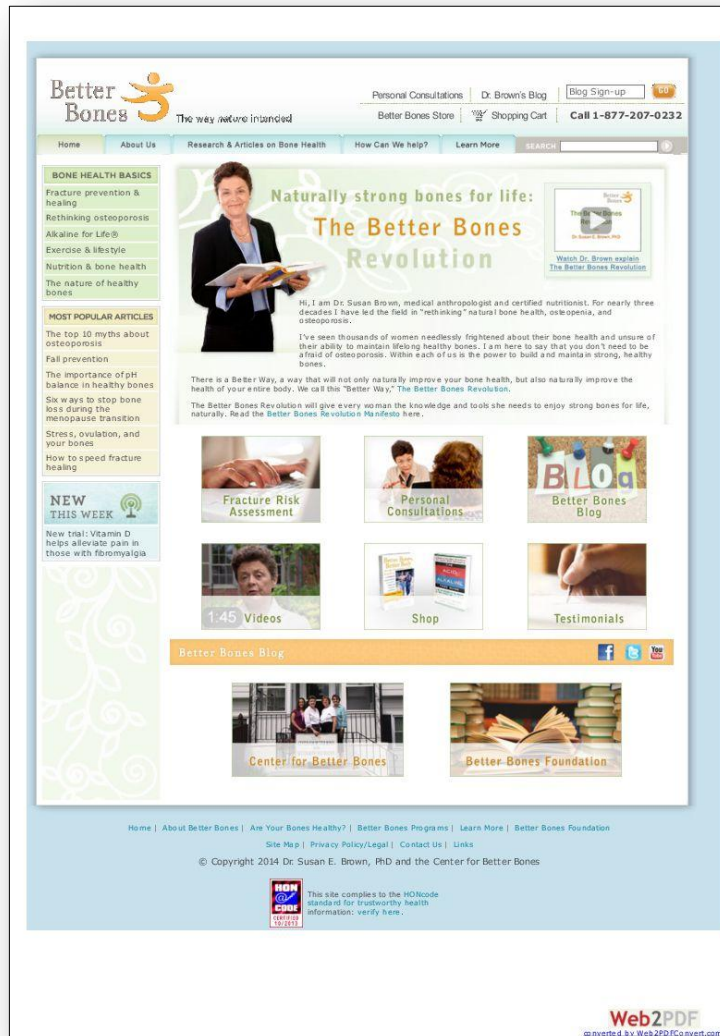 Better
Bones
The way nature intended
Personal Consultations
Dr. Brown's Blog
Blog Sign-up
GO
Better Bones Store
Shopping Cart
Call 1-877-207-0232
Home
About Us
Research & Articles on Bone Health
How Can We help?
Learn More
SEARCH
BONE HEALTH BASICS
Fracture prevention &
healing
Rethinking osteoporosis
Alkaline for Life®
Exercise & lifestyle
Nutrition & bone health
The nature of healthy
bones
MOST POPULAR ARTICLES
The top 10 myths about
osteoporosis
Fall prevention
The importance of pH
balance in healthy bones
Six ways to stop bone
loss during the
menopause transition
Stress, ovulation, and
your bones
How to speed fracture
healing
NEW
THIS WEEK
New trial: Vitamin D
helps alleviate pain in
those with fibromyalgia
Naturally strong bones for life:
The Better Bones
Revolution
Better
Bones
The Better Bones
Revolution
Dr. Susan E. Brown, PhD
Watch Dr. Brown explain
The Better Bones Revolution
Hi, I am Dr. Susan Brown, medical anthropologist and certified nutritionist. For nearly three
decades I have led the field in "rethinking" natural bone health, osteopenia, and
osteoporosis.
I've seen thousands of women needlessly frightened about their bone health and unsure of
their ability to maintain lifelong healthy bones. I am here to say that you don't need to be
afraid of osteoporosis. Within each of us is the power to build and maintain strong, healthy
bones.
There is a Better Way, a way that will not only naturally improve your bone health, but also naturally improve the
health of your entire body. We call this "Better Way," The Better Bones Revolution.
The Better Bones Revolution will give every woman the knowledge and tools she needs to enjoy strong bones for life,
naturally. Read the Better Bones Revolution Manifesto here.
Fracture Risk
Assessment
Personal
Consultations
BLOg
Better Bones
Blog
1:45 Videos
Shop
Testimonials
Better Bones Blog
You
Tube
Center for Better Bones
Better Bones Foundation
Home | About Better Bones | Are Your Bones Healthy? | Better Bones Programs | Learn More | Better Bones Foundation
Site Map | Privacy Policy/Legal | Contact Us | Links
© Copyright 2014 Dr. Susan E. Brown, PhD and the Center for Better Bones
HON
@
CODE
CERTIFIED
10/2013
This site complies to the HONcode
standard for trustworthy health
information: verify here.
Web2PDF
converted by Web2PDFConvert.com